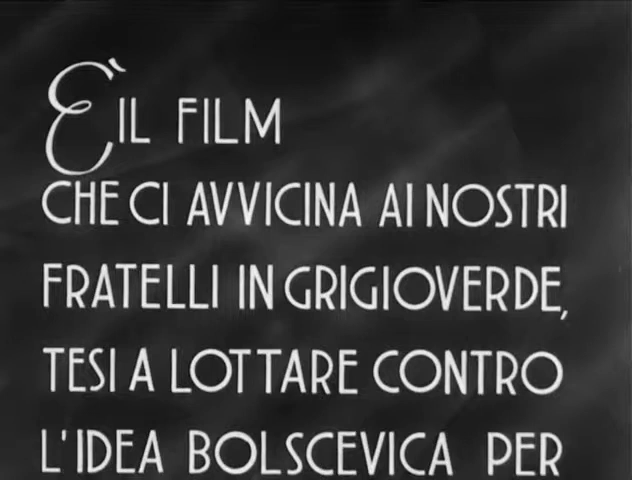 È IL FILM
CHE CI AVVICINA AI NOSTRI
FRATELLI IN GRIGIOVERDE,
TESI A LOTTARE CONTRO
L'IDEA BOLSCEVICA PER